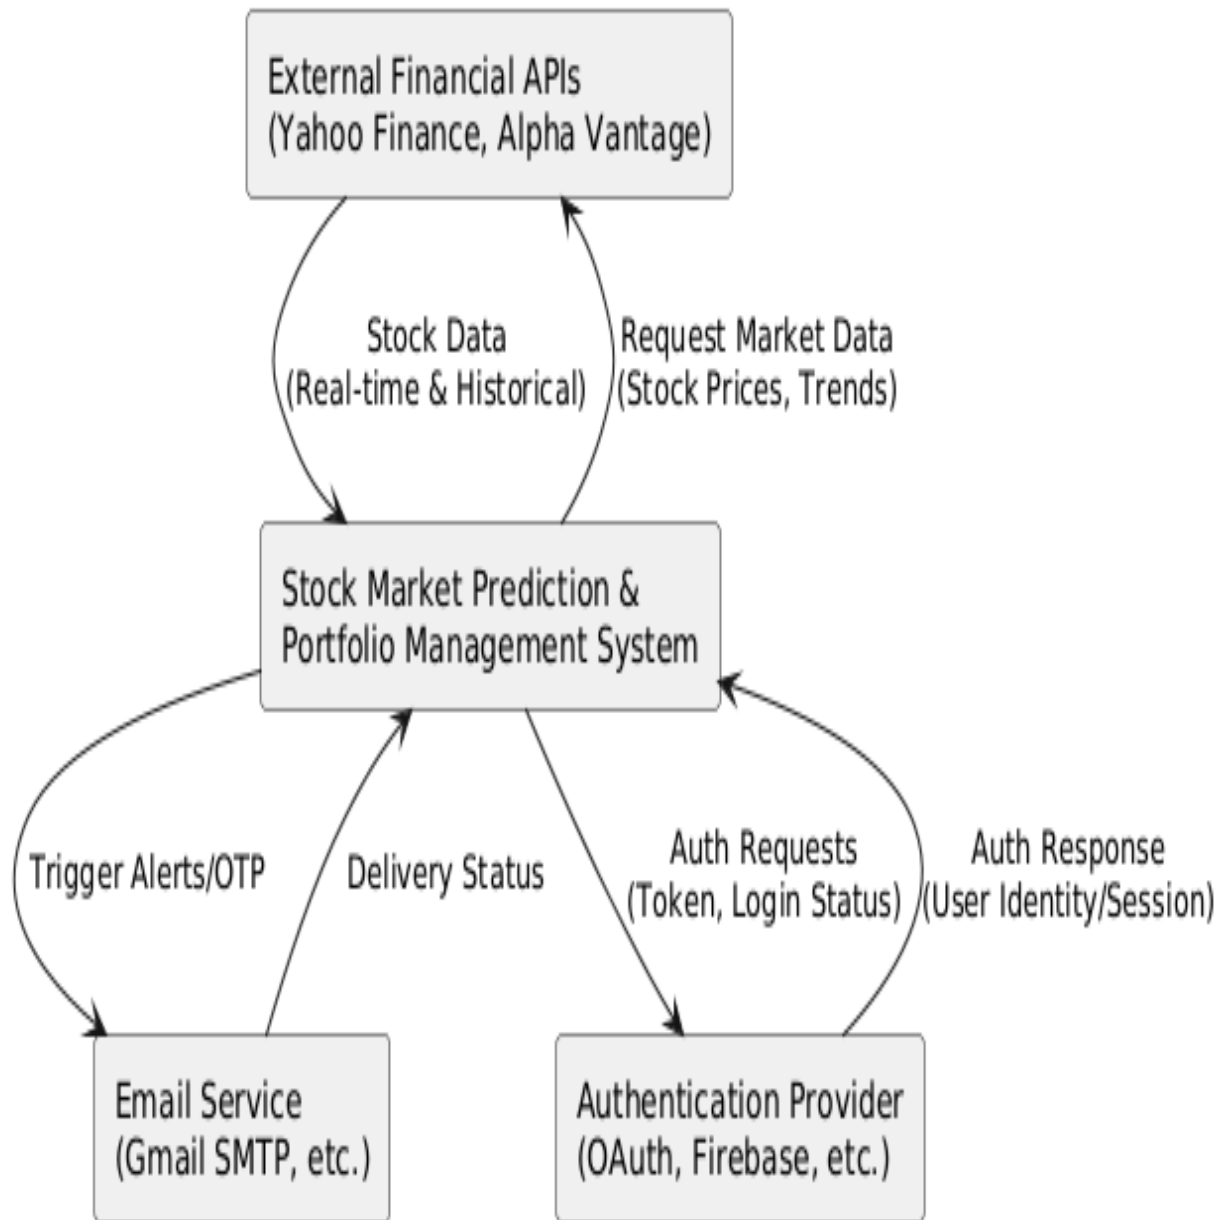 External Financial APIs
(Yahoo Finance, Alpha Vantage)
Stock Data
(Real-time & Historical)
Request Market Data
(Stock Prices, Trends)
Stock Market Prediction &
Portfolio Management System
Trigger Alerts/OTP
Delivery Status
Auth Requests
(Token, Login Status)
Auth Response
(User Identity/Session)
Email Service
(Gmail SMTP, etc.)
Authentication Provider
(OAuth, Firebase, etc.)